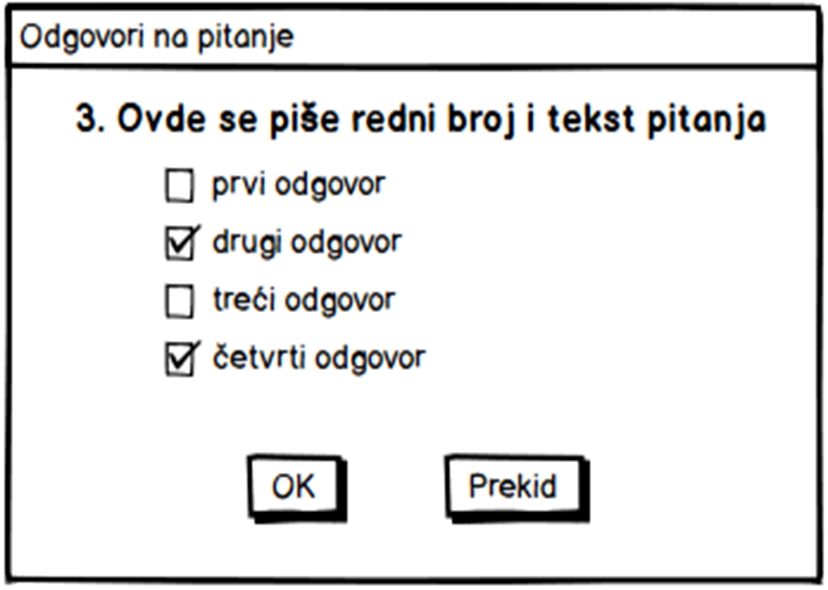 Odgovori na pitanje
3. Ovde se piše redni broj i tekst pitanja
prvi odgovor
drugi odgovor
treći odgovor
četvrti odgovor
OK Prekid